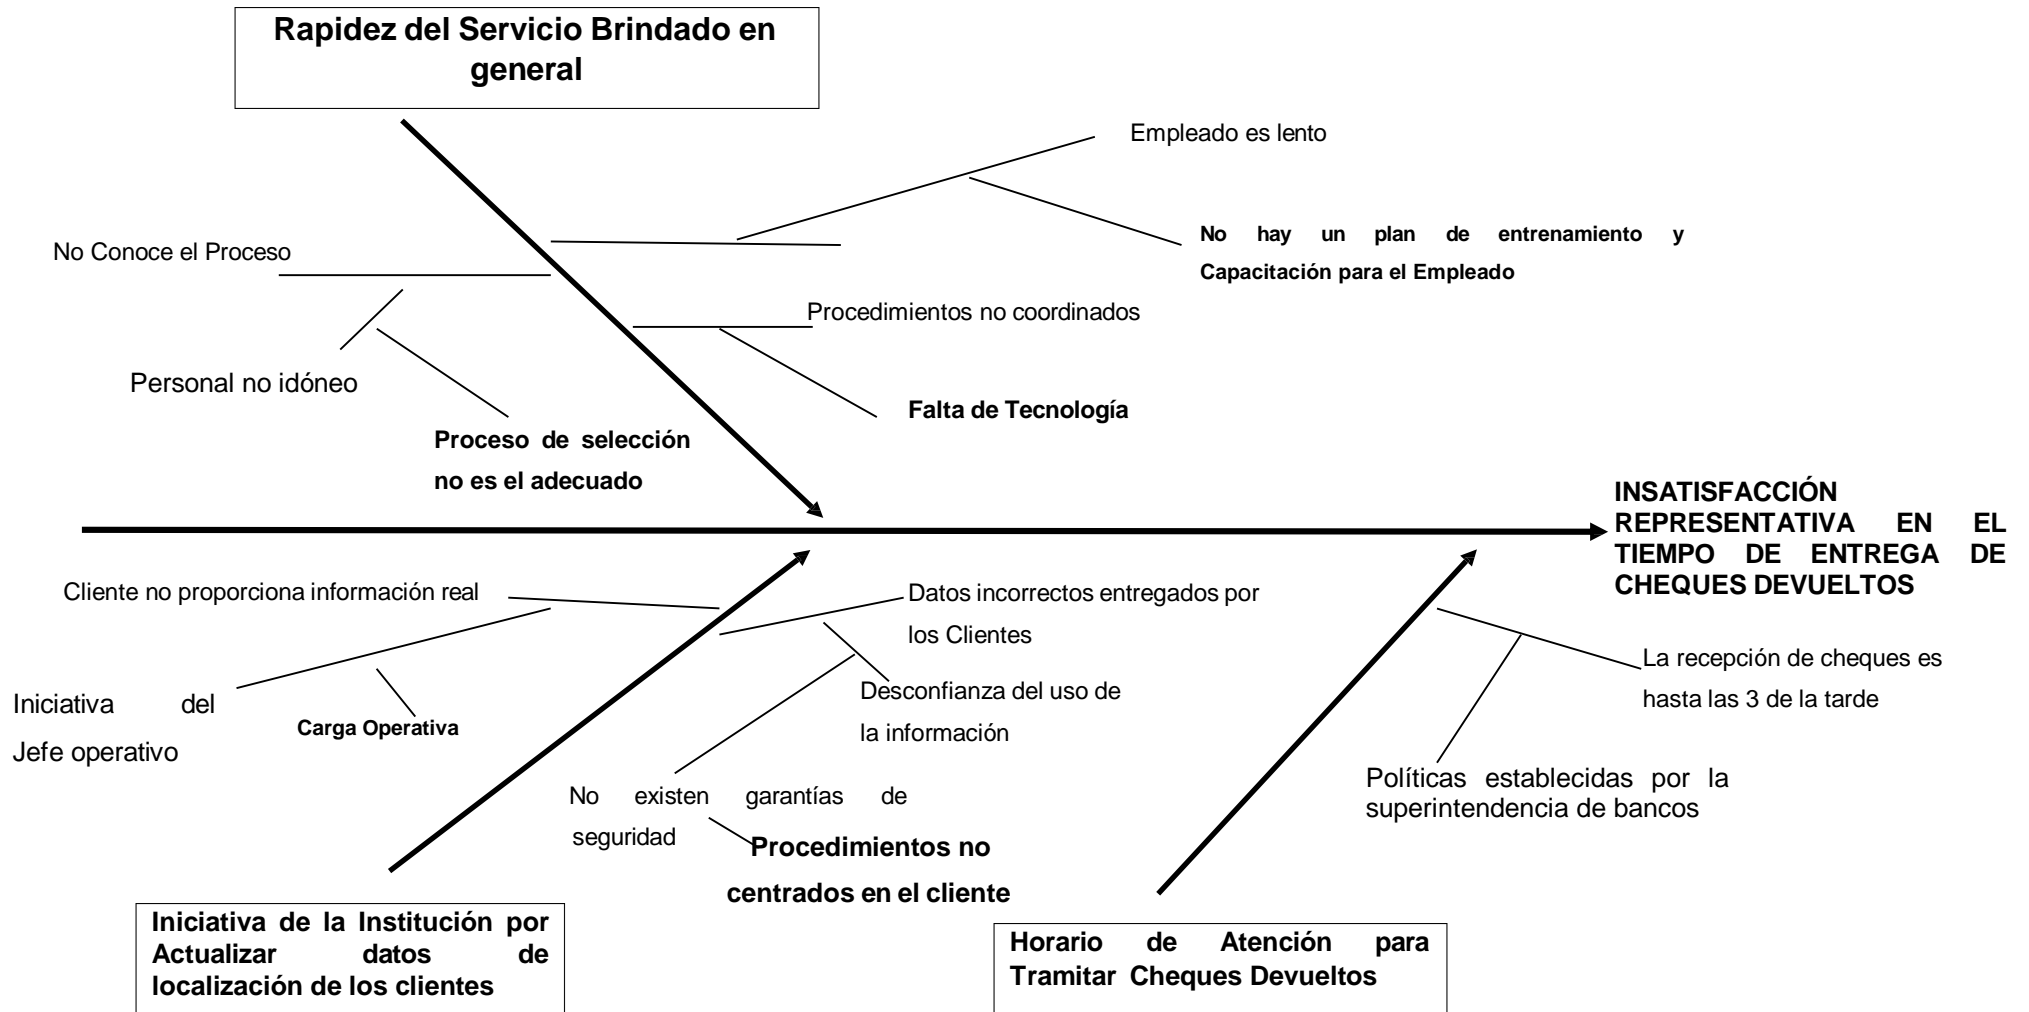 Rapidez del Servicio Brindado en
general
Empleado es lento
No hay un plan de entrenamiento y
Capacitación para el Empleado
No Conoce el Proceso
Procedimientos no coordinados
Personal no idóneo
Falta de Tecnología
Proceso de selección
no es el adecuado
INSATISFACCIÓN
REPRESENTATIVA EN EL
TIEMPO DE ENTREGA DE
CHEQUES DEVUELTOS
Cliente no proporciona información real
Datos incorrectos entregados por
los Clientes
La recepción de cheques es
hasta las 3 de la tarde
Iniciativa del
Jefe operativo
Carga Operativa
Desconfianza del uso de
la información
Políticas establecidas por la
superintendencia de bancos
No existen garantías de
seguridad
Procedimientos no
centrados en el cliente
Iniciativa de la Institución por
Actualizar datos de
localización de los clientes
Horario de Atención para
Tramitar Cheques Devueltos